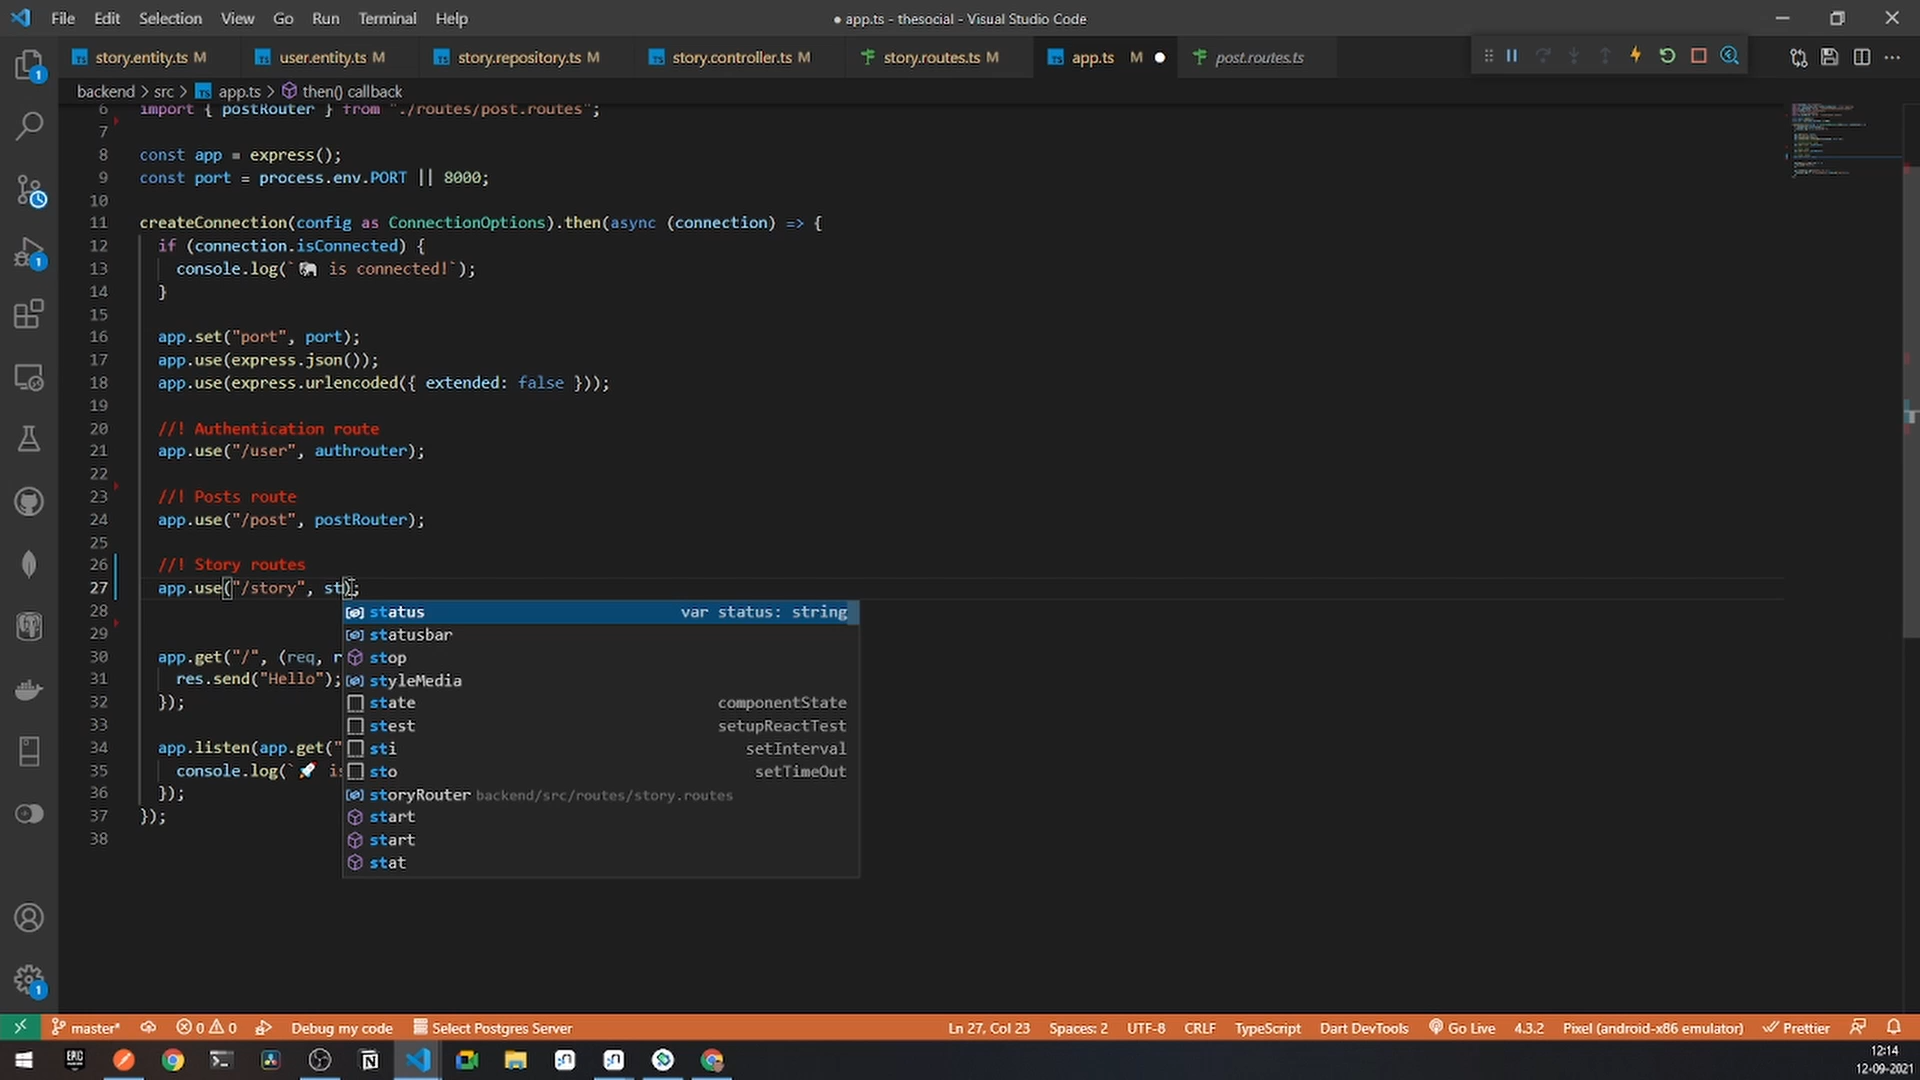 File Edit Selection View Go Run Terminal Help
● app.ts - thesocial - Visual Studio Code
story.entity.ts M
user.entity.ts M
story.repository.ts M
story.controller.ts M
story.routes.ts M
app.ts M
post.routes.ts
backend > src > app.ts > then() callback
6 import { postRouter } from "./routes/post.routes";
7
8 const app = express();
9 const port = process.env.PORT || 8000;
10
11 createConnection(config as ConnectionOptions).then(async (connection) => {
12 if (connection.isConnected) {
13 console.log(`🐘 is connected!`);
14 }
15
16 app.set("port", port);
17 app.use(express.json());
18 app.use(express.urlencoded({ extended: false }));
19
20 //! Authentication route
21 app.use("/user", authrouter);
22
23 //! Posts route
24 app.use("/post", postRouter);
25
26 //! Story routes
27 app.use("/story", st);
28
29
30 app.get("/", (req, r
31 res.send("Hello");
32 });
33
34 app.listen(app.get("
35 console.log(`🚀 is
36 });
37 });
38
status var status: string
statusbar
stop
styleMedia
state componentState
stest setupReactTest
sti setInterval
sto setTimeOut
storyRouter backend/src/routes/story.routes
start
start
stat
1
1
1
master* 0 0 Debug my code Select Postgres Server
Ln 27, Col 23 Spaces: 2 UTF-8 CRLF TypeScript Dart DevTools Go Live 4.3.2 Pixel (android-x86 emulator) Prettier
12:14
12-09-2021